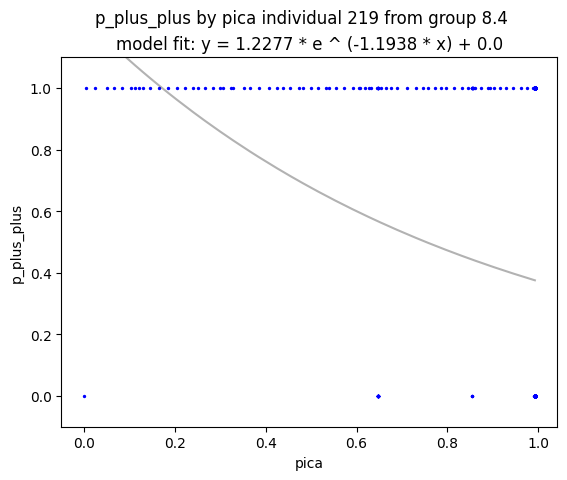 p_plus_plus by pica individual 219 from group 8.4
model fit: y = 1.2277 * e ^ (-1.1938 * x) + 0.0
1.0
0.8
0.6
0.4
0.2
0.0
p_plus_plus
0.0 0.2 0.4 0.6 0.8 1.0
pica